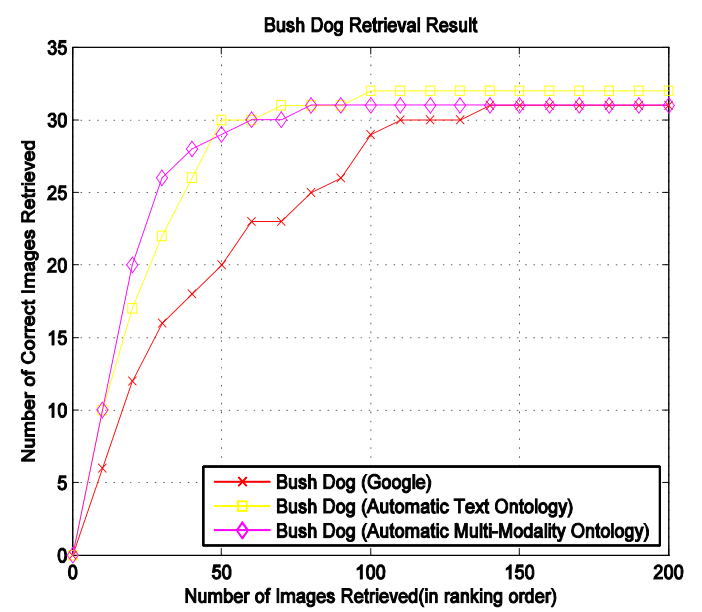 Bush Dog Retrieval Result
35
30
25
20
15
10
5
0
Number of Correct Images Retrieved
Bush Dog (Google)
Bush Dog (Automatic Text Ontology)
Bush Dog (Automatic Multi-Modality Ontology)
0 50 100 150 200
Number of Images Retrieved(in ranking order)